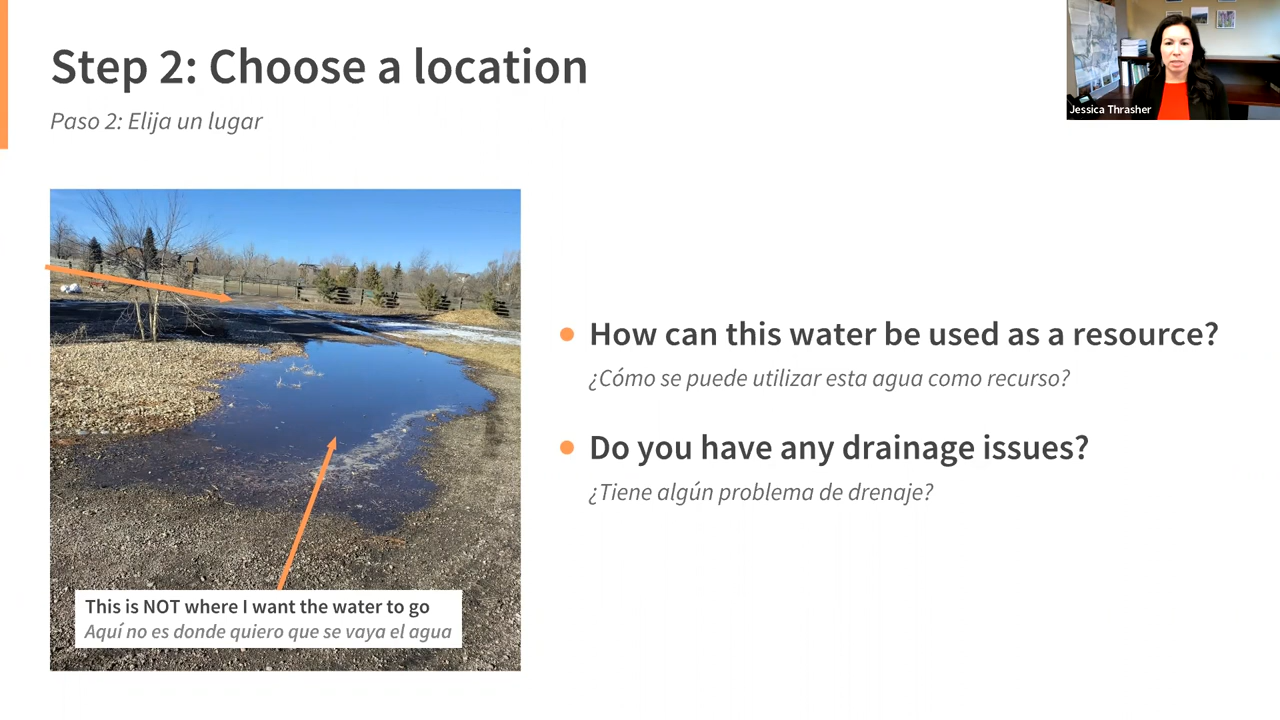 Step 2: Choose a location
Paso 2: Elija un lugar
Jessica Thrasher
How can this water be used as a resource?
¿Cómo se puede utilizar esta agua como recurso?
Do you have any drainage issues?
¿Tiene algún problema de drenaje?
This is NOT where I want the water to go
Aquí no es donde quiero que se vaya el agua